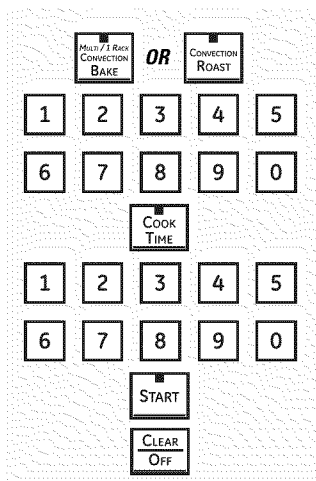 MULTI / 1 RACK
CONVECTION
BAKE
OR
CONVECTION
ROAST
1 2 3 4 5
6 7 8 9 0
COOK
TIME
1 2 3 4 5
6 7 8 9 0
START
CLEAR
OFF